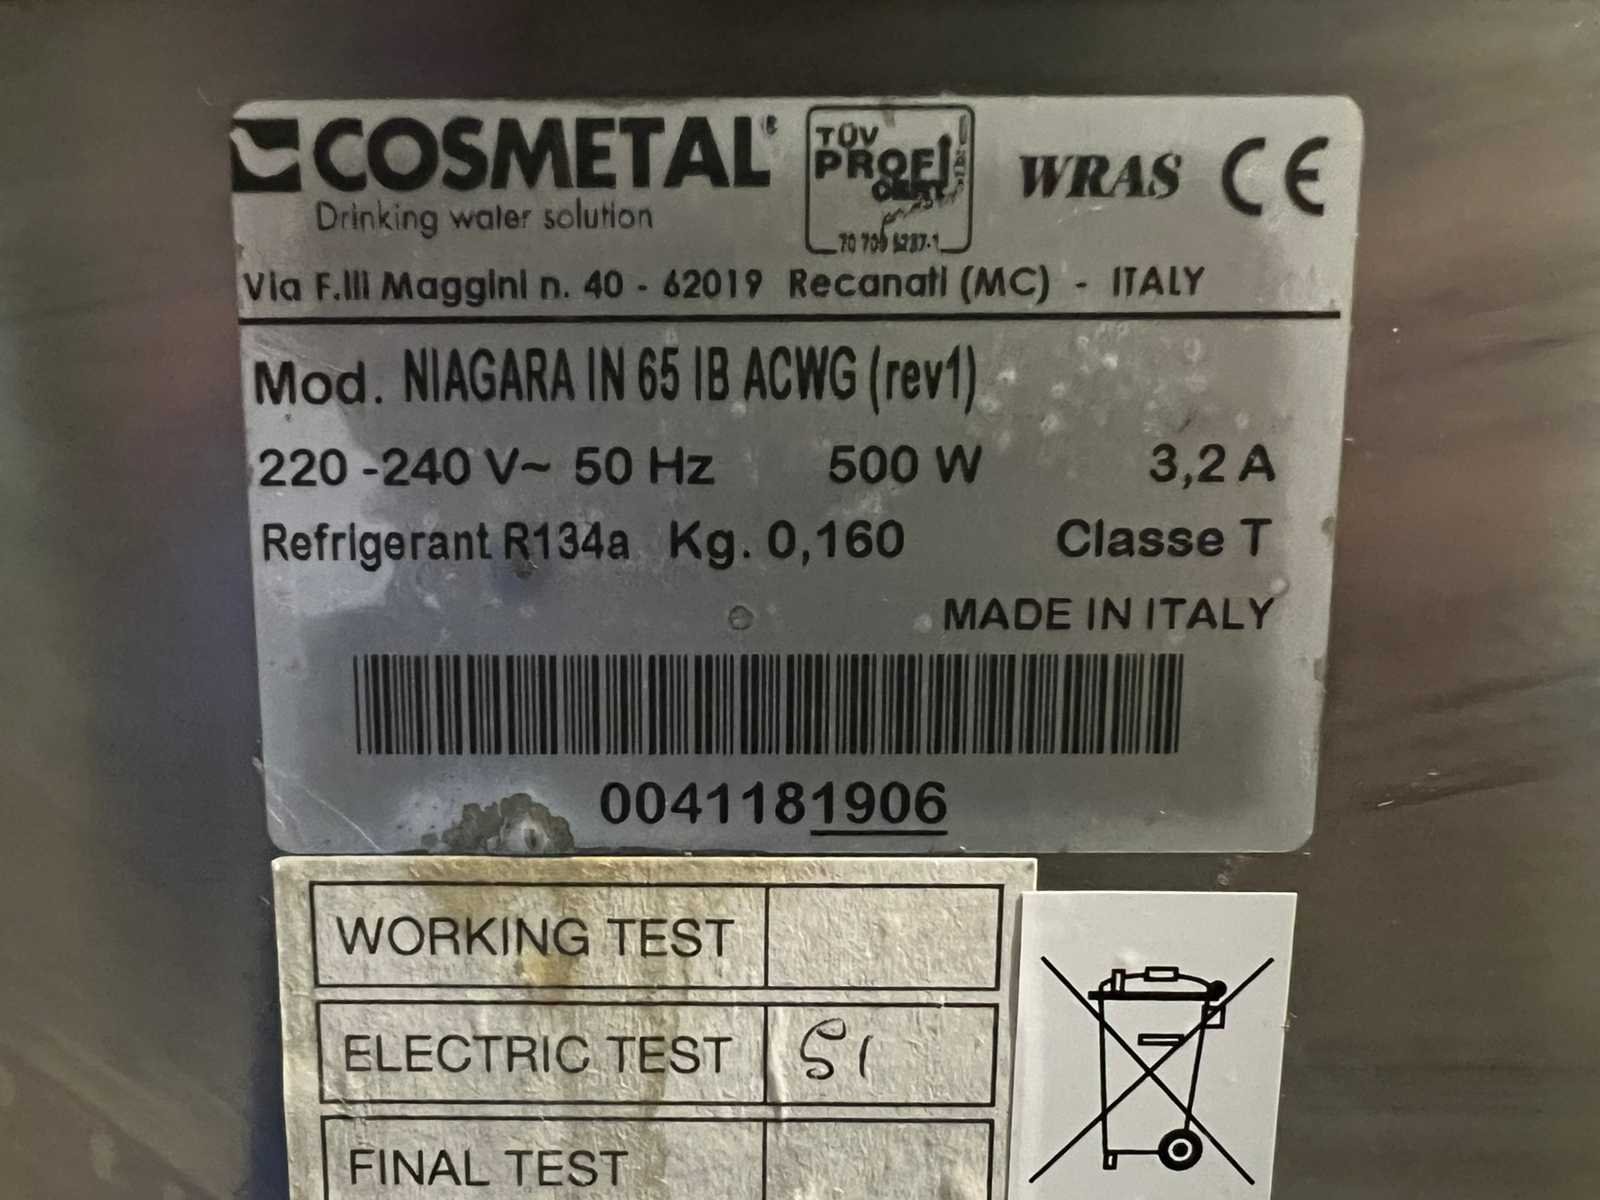 COSMETAL
Drinking water solution
TÜV
PROFI
CERT
WRAS CE
Via F.lli Maggini n. 40 - 62019 Recanati (MC) - ITALY
Mod. NIAGARA IN 65 IB ACWG (rev1)
220 -240 V~ 50 Hz 500 W 3,2 A
Refrigerant R134a Kg. 0,160 Classe T
MADE IN ITALY
0041181906
WORKING TEST
ELECTRIC TEST
FINAL TEST